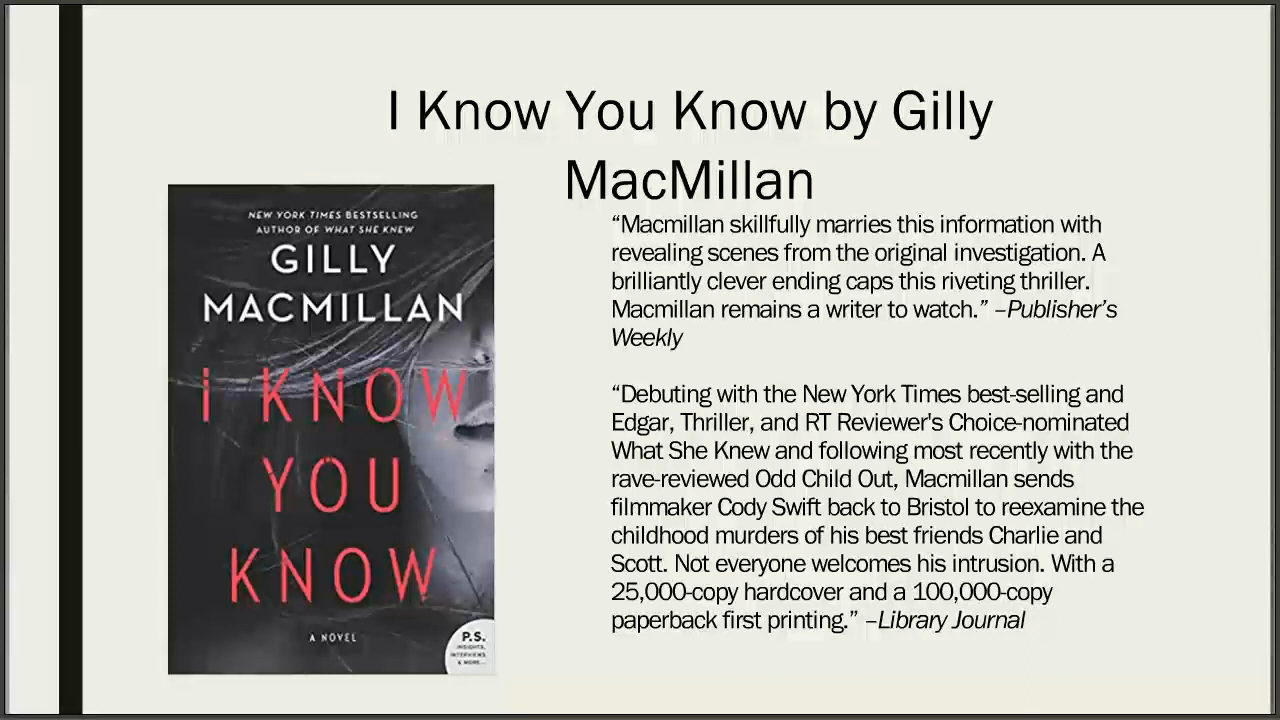 I Know You Know by Gilly
MacMillan
NEW YORK TIMES BESTSELLING
AUTHOR OF WHAT SHE KNEW
GILLY
MACMILLAN
I KNOW
YOU
KNOW
A NOVEL
P.S.
INSIGHTS,
INTERVIEWS
& MORE...
“Macmillan skillfully marries this information with
revealing scenes from the original investigation. A
brilliantly clever ending caps this riveting thriller.
Macmillan remains a writer to watch.” –Publisher’s
Weekly
“Debuting with the New York Times best-selling and
Edgar, Thriller, and RT Reviewer's Choice-nominated
What She Knew and following most recently with the
rave-reviewed Odd Child Out, Macmillan sends
filmmaker Cody Swift back to Bristol to reexamine the
childhood murders of his best friends Charlie and
Scott. Not everyone welcomes his intrusion. With a
25,000-copy hardcover and a 100,000-copy
paperback first printing.” –Library Journal